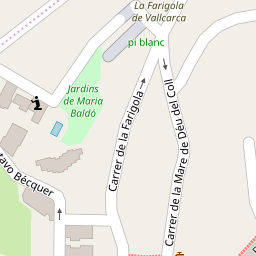 La Farigola
de Vallcarca
pi blanc
Jardins
de Maria
Baldó
Carrer de la Farigola
Carrer de la Mare de Déu del Coll
avo Bécquer